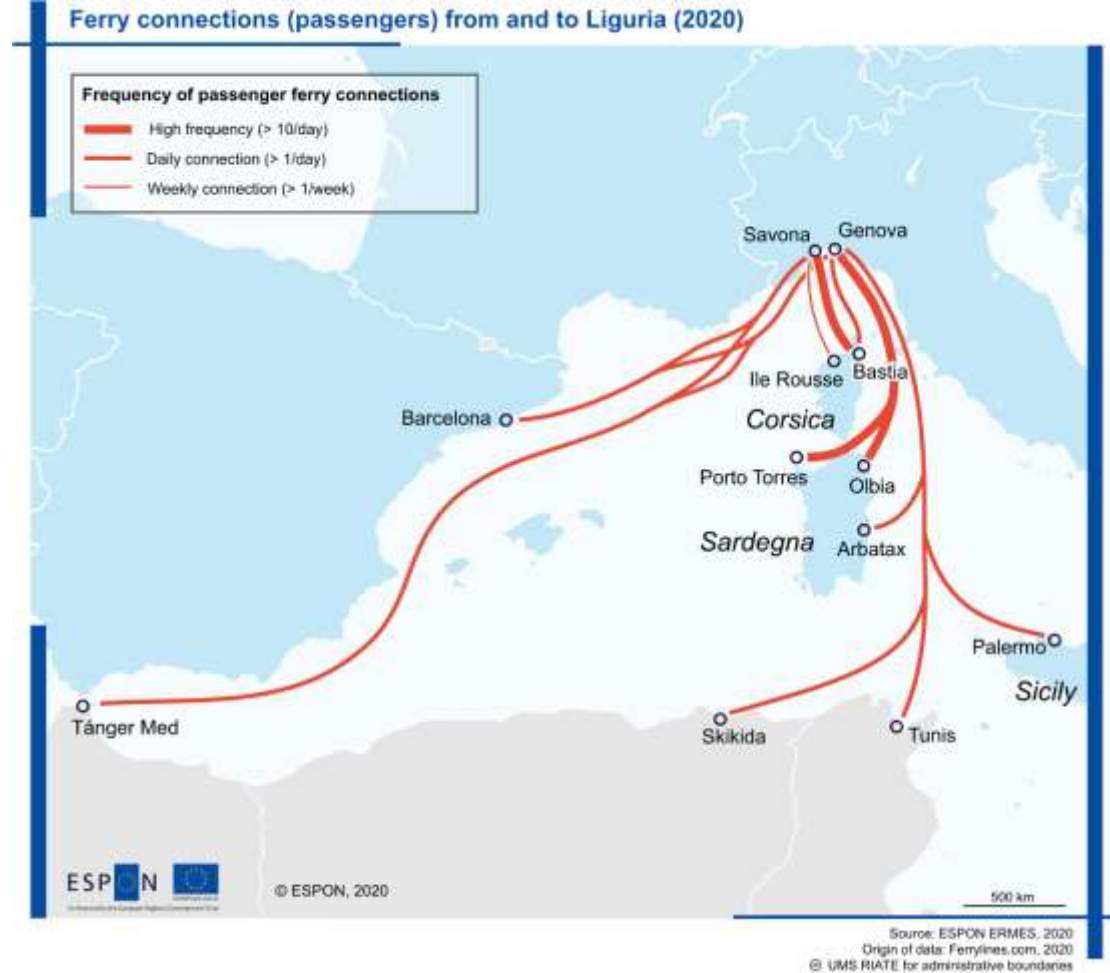 Ferry connections (passengers) from and to Liguria (2020)
Frequency of passenger ferry connections
High frequency (> 10/day)
Daily connection (> 1/day)
Weekly connection (> 1/week)
Savona
Genova
Ile Rousse
Bastia
Barcelona
Corsica
Porto Torres
Olbia
Sardegna
Arbatax
Palermo
Sicily
Tánger Med
Skikida
Tunis
ESPON
© ESPON, 2020
500 km
Source: ESPON ERMES, 2020
Origin of data: Ferrylines.com, 2020
© UMS RIATE for administrative boundaries